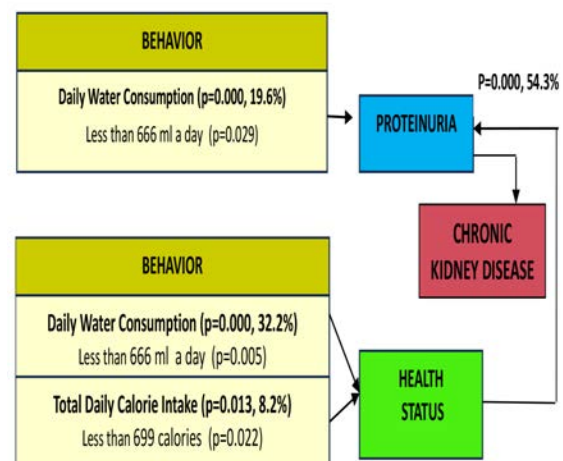 BEHAVIOR
Daily Water Consumption (p=0.000, 19.6%)
Less than 666 ml a day (p=0.029)
P=0.000, 54.3%
PROTEINURIA
CHRONIC
KIDNEY DISEASE
BEHAVIOR
Daily Water Consumption (p=0.000, 32.2%)
Less than 666 ml a day (p=0.005)
Total Daily Calorie Intake (p=0.013, 8.2%)
Less than 699 calories (p=0.022)
HEALTH
STATUS